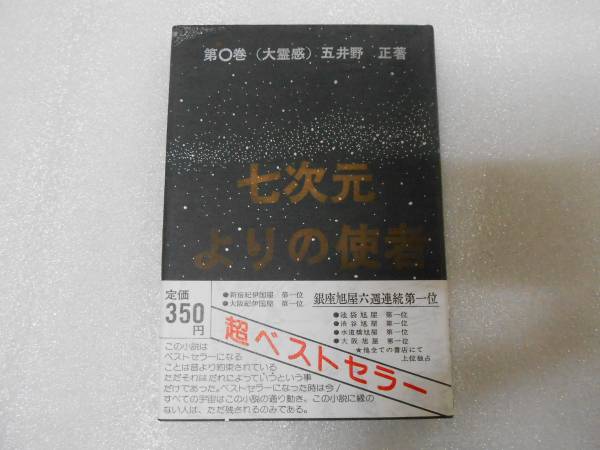 第〇巻(大霊感)五井野 正著
七次元
よりの使者
定価
350
円
●新宿紀伊国屋 第一位
●大阪紀伊国屋 第一位
銀座旭屋六週連続第一位
●池袋旭屋 第一位
●渋谷旭屋 第一位
●水道橋旭屋 第一位
●大阪旭屋 第一位
★他全ての書店にて
上位独占
超ベストセラー
この小説は
ベストセラーになる
ことは昔より約束されている
ただそれはだれによっていうという事
だけであった。ベストセラーになった時は今!
すべての宇宙はこの小説の通り動き、この小説に縁の
ない人は、ただ残されるのみである。